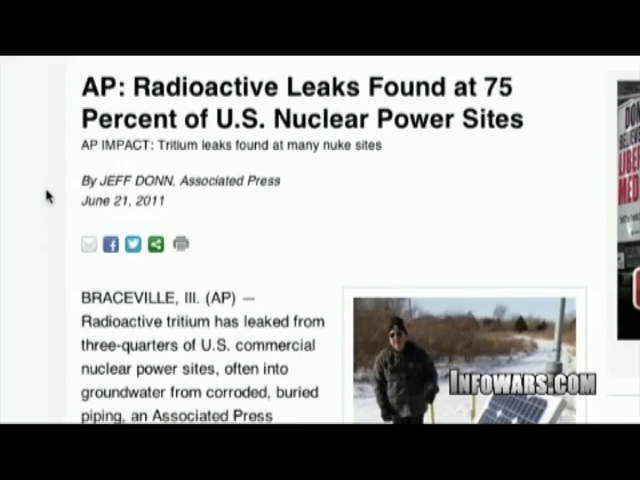 AP: Radioactive Leaks Found at 75
Percent of U.S. Nuclear Power Sites
AP IMPACT: Tritium leaks found at many nuke sites
By JEFF DONN, Associated Press
June 21, 2011
BRACEVILLE, Ill. (AP) —
Radioactive tritium has leaked from
three-quarters of U.S. commercial
nuclear power sites, often into
groundwater from corroded, buried
piping, an Associated Press
INFOWARS.COM